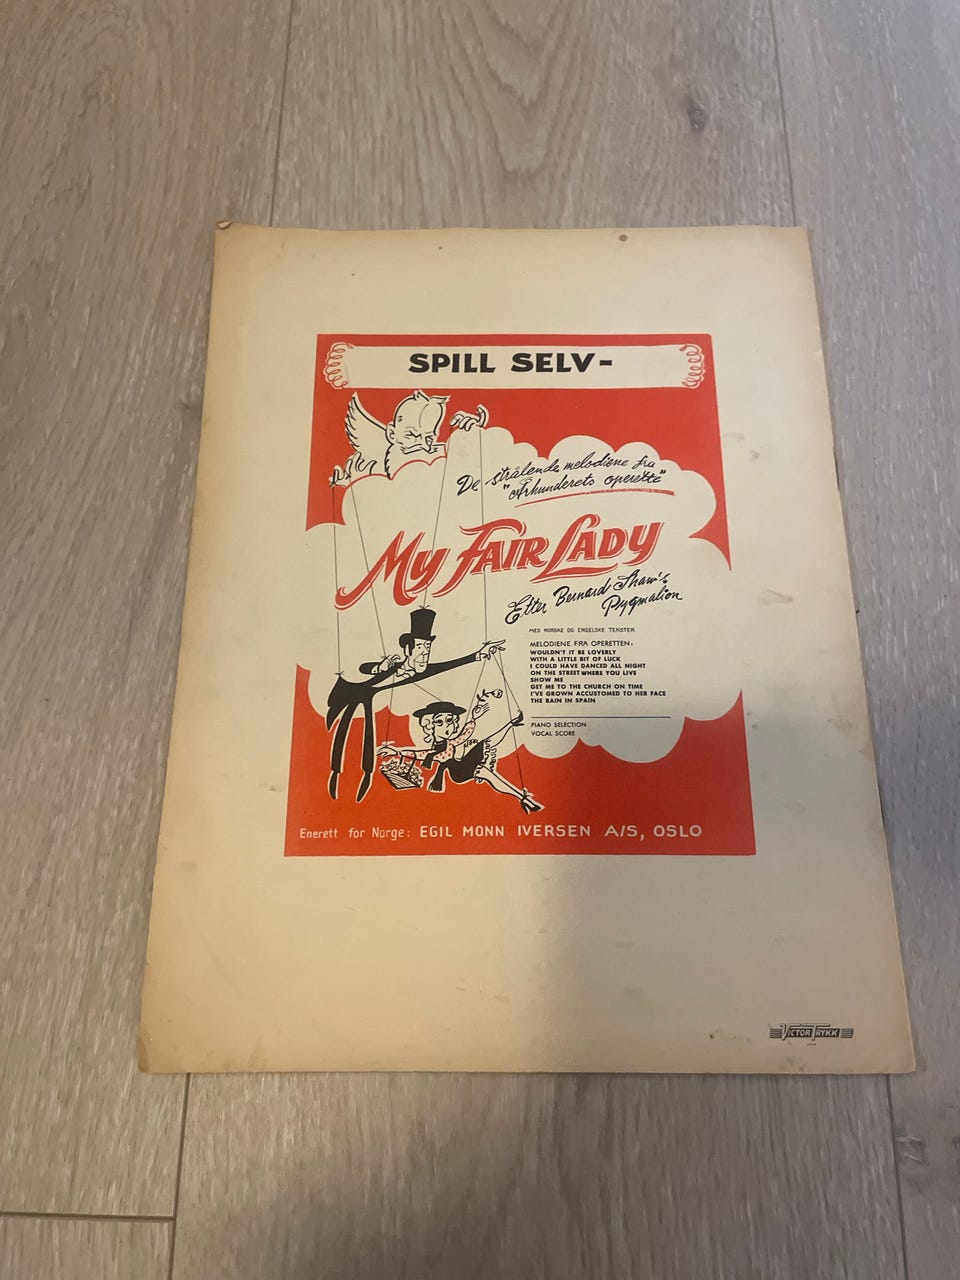 SPILL SELV-
De strålende melodiene fra
"århunderets operette"
MY FAIR LADY
Etter Bernard Shaw's
Pygmalion
MED NORSKE OG ENGELSKE TEKSTER
MELODIENE FRA OPERETTEN:
WOULDN'T IT BE LOVERLY
WITH A LITTLE BIT OF LUCK
I COULD HAVE DANCED ALL NIGHT
ON THE STREET WHERE YOU LIVE
SHOW ME
GET ME TO THE CHURCH ON TIME
I'VE GROWN ACCUSTOMED TO HER FACE
THE RAIN IN SPAIN
PIANO SELECTION
VOCAL SCORE
Enerett for Norge: EGIL MONN IVERSEN A/S, OSLO
VICTOR TRYKK